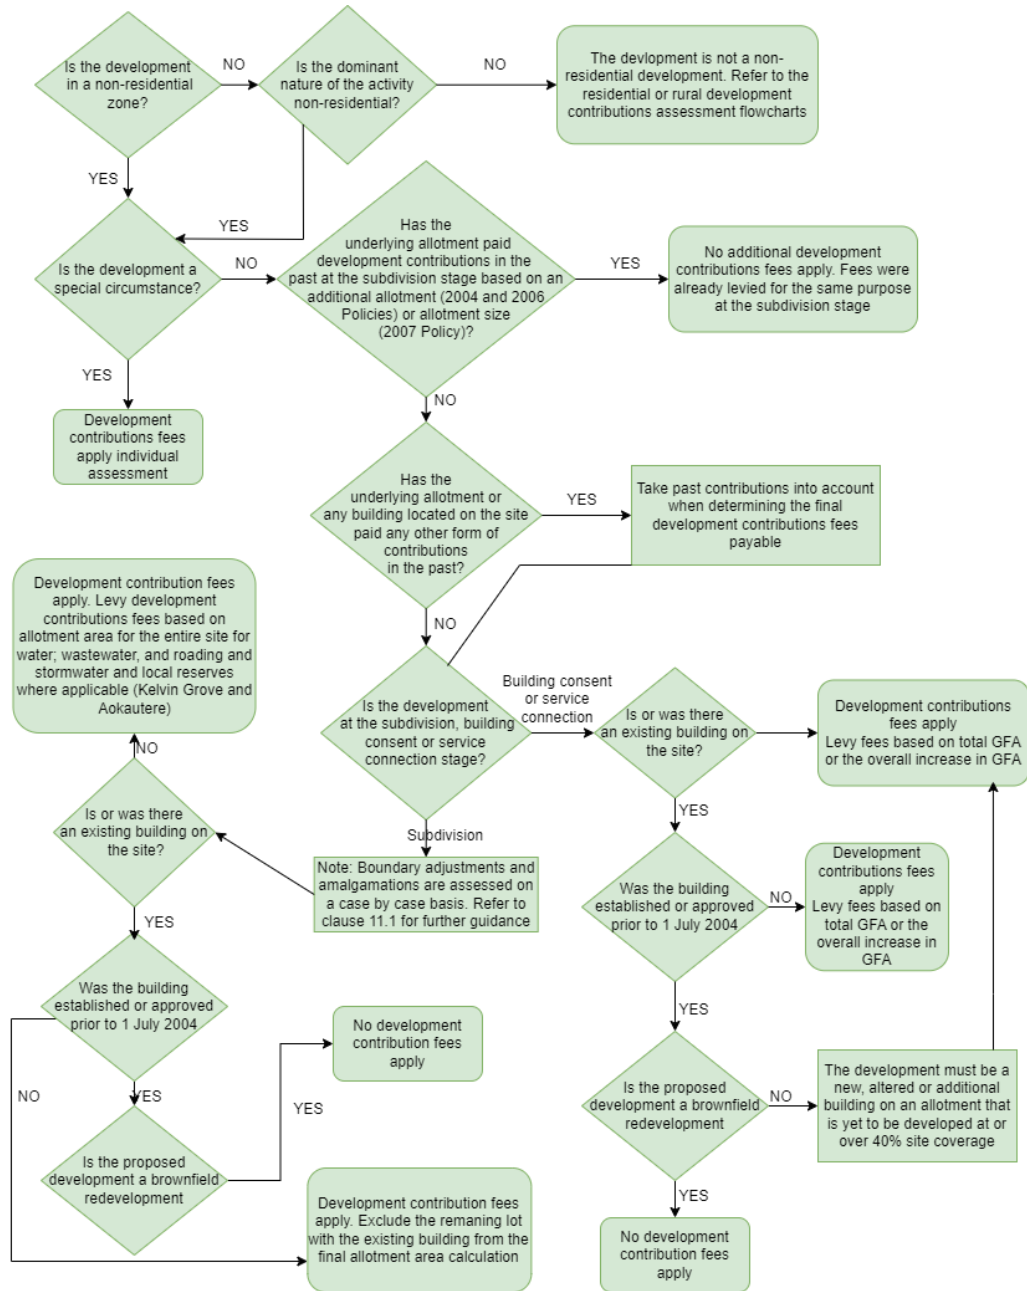 Is the development
in a non-residential
zone?
NO
Is the dominant
nature of the activity
non-residential?
NO
The devlopment is not a non-
residential development. Refer to the
residential or rural development
contributions assessment flowcharts
YES
YES
Is the development a
special circumstance?
NO
Has the
underlying allotment paid
development contributions in the
past at the subdivision stage based on an
additional allotment (2004 and 2006
Policies) or allotment size
(2007 Policy)?
YES
No additional development
contributions fees apply. Fees were
already levied for the same purpose
at the subdivision stage
YES
Development
contributions fees
apply individual
assessment
NO
Has the
underlying allotment or
any building located on the site
paid any other form of
contributions
in the past?
YES
Take past contributions into account
when determining the final
development contributions fees
payable
NO
Development contribution fees
apply. Levy development
contributions fees based on
allotment area for the entire site for
water; wastewater, and roading and
stormwater and local reserves
where applicable (Kelvin Grove and
Aokautere)
Is the development
at the subdivision, building
consent or service
connection stage?
Building consent
or service
connection
Is or was there
an existing building on
the site?
Development contributions
fees apply
Levy fees based on total GFA
or the overall increase in GFA
NO
Is or was there
an existing building on
the site?
Subdivision
Note: Boundary adjustments and
amalgamations are assessed on
a case by case basis. Refer to
clause 11.1 for further guidance
YES
Was the building
established or approved
prior to 1 July 2004
NO
Development
contributions fees
apply
Levy fees based on
total GFA or the
overall increase in
GFA
YES
Was the building
established or approved
prior to 1 July 2004
No development
contribution fees
apply
YES
Is the proposed
development a brownfield
redevelopment
NO
The development must be a
new, altered or additional
building on an allotment that
is yet to be developed at or
over 40% site coverage
NO
YES
YES
Is the proposed
development a brownfield
redevelopment
Development contribution fees
apply. Exclude the remaning lot
with the existing building from the
final allotment area calculation
YES
No development
contribution fees
apply